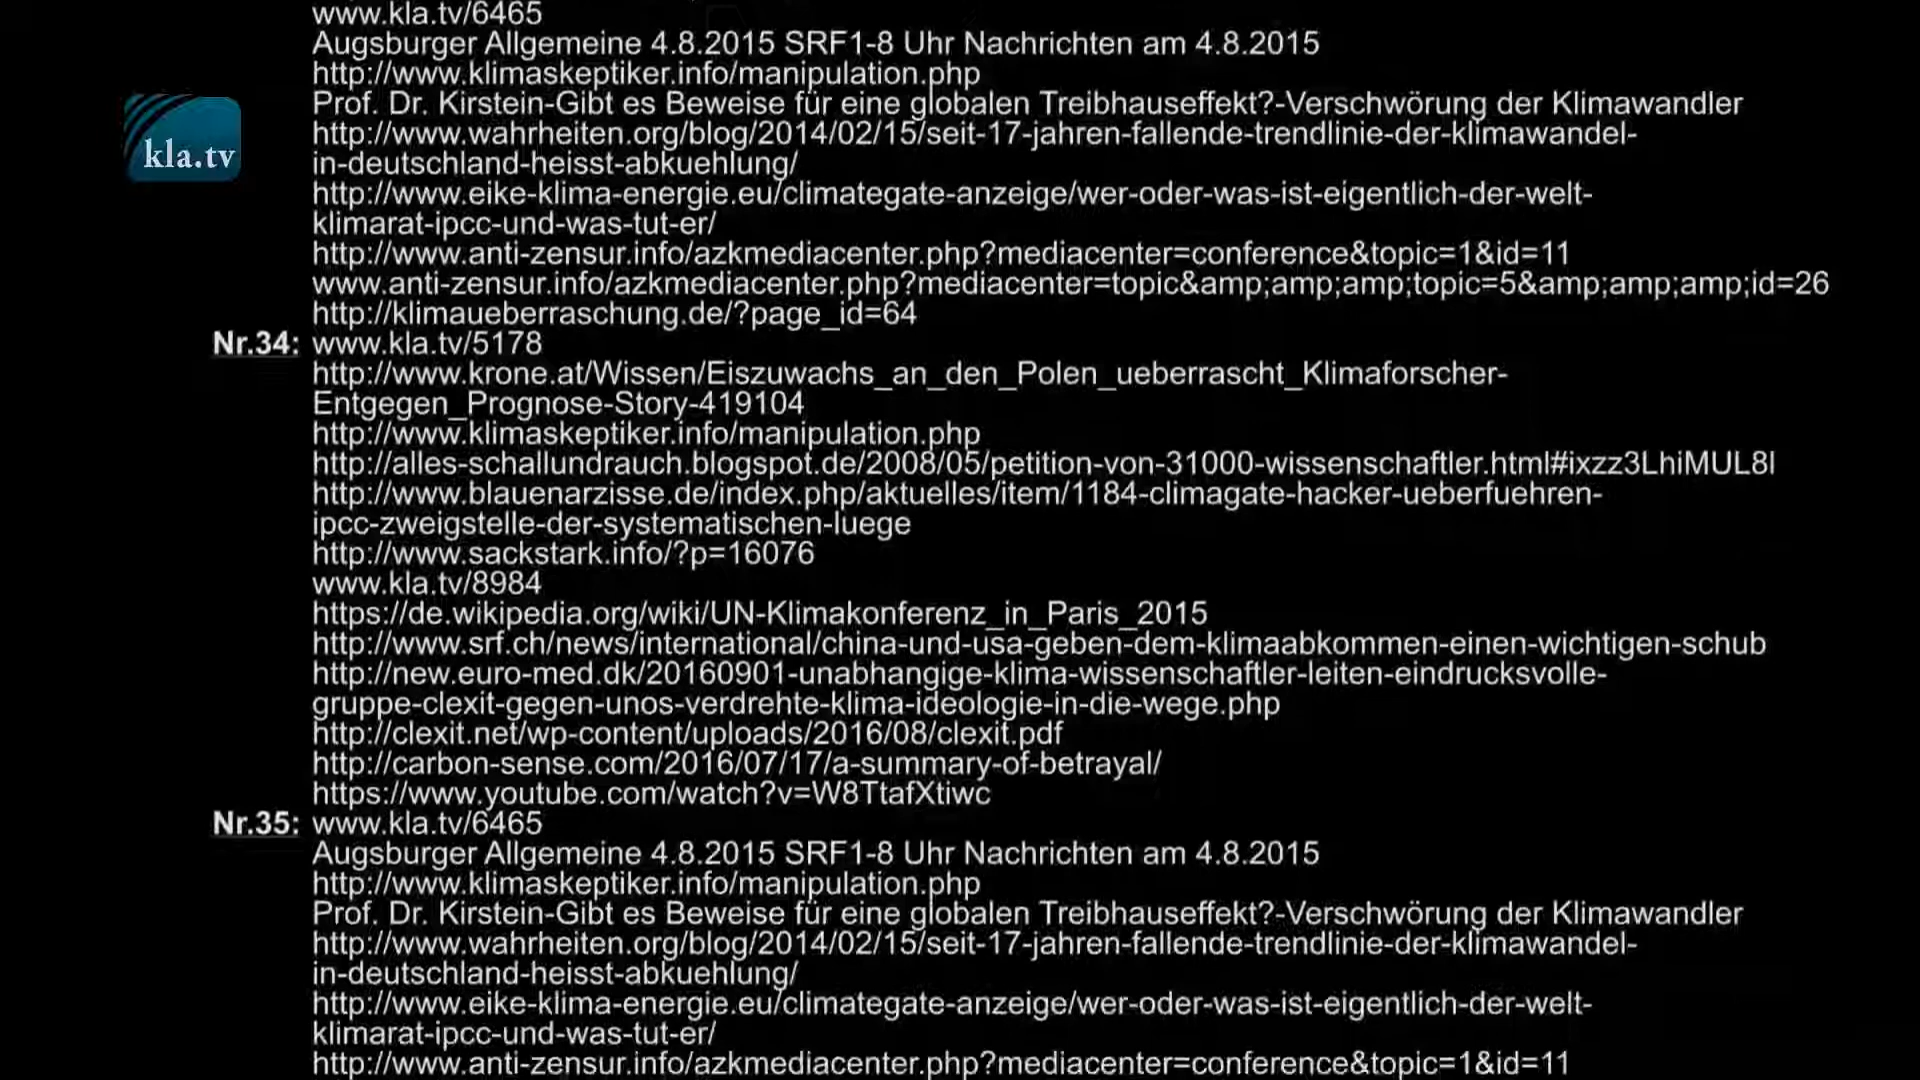 www.kla.tv/6465
Augsburger Allgemeine 4.8.2015 SRF1-8 Uhr Nachrichten am 4.8.2015
http://www.klimaskeptiker.info/manipulation.php
Prof. Dr. Kirstein-Gibt es Beweise für eine globalen Treibhauseffekt?-Verschwörung der Klimawandler
kla.tv
http://www.wahrheiten.org/blog/2014/02/15/seit-17-jahren-fallende-trendlinie-der-klimawandel-
in-deutschland-heisst-abkuehlung/
http://www.eike-klima-energie.eu/climategate-anzeige/wer-oder-was-ist-eigentlich-der-welt-
klimarat-ipcc-und-was-tut-er/
http://www.anti-zensur.info/azkmediacenter.php?mediacenter=conference&topic=1&id=11
www.anti-zensur.info/azkmediacenter.php?mediacenter=topic&amp;amp;amp;topic=5&amp;amp;amp;id=26
http://klimaueberraschung.de/?page_id=64
Nr.34: www.kla.tv/5178
http://www.krone.at/Wissen/Eiszuwachs_an_den_Polen_ueberrascht_Klimaforscher-
Entgegen_Prognose-Story-419104
http://www.klimaskeptiker.info/manipulation.php
http://alles-schallundrauch.blogspot.de/2008/05/petition-von-31000-wissenschaftler.html#ixzz3LhiMUL8I
http://www.blauenarzisse.de/index.php/aktuelles/item/1184-climagate-hacker-ueberfuehren-
ipcc-zweigstelle-der-systematischen-luege
http://www.sackstark.info/?p=16076
www.kla.tv/8984
https://de.wikipedia.org/wiki/UN-Klimakonferenz_in_Paris_2015
http://www.srf.ch/news/international/china-und-usa-geben-dem-klimaabkommen-einen-wichtigen-schub
http://new.euro-med.dk/20160901-unabhangige-klima-wissenschaftler-leiten-eindrucksvolle-
gruppe-clexit-gegen-unos-verdrehte-klima-ideologie-in-die-wege.php
http://clexit.net/wp-content/uploads/2016/08/clexit.pdf
http://carbon-sense.com/2016/07/17/a-summary-of-betrayal/
https://www.youtube.com/watch?v=W8TtafXtiwc
Nr.35: www.kla.tv/6465
Augsburger Allgemeine 4.8.2015 SRF1-8 Uhr Nachrichten am 4.8.2015
http://www.klimaskeptiker.info/manipulation.php
Prof. Dr. Kirstein-Gibt es Beweise für eine globalen Treibhauseffekt?-Verschwörung der Klimawandler
http://www.wahrheiten.org/blog/2014/02/15/seit-17-jahren-fallende-trendlinie-der-klimawandel-
in-deutschland-heisst-abkuehlung/
http://www.eike-klima-energie.eu/climategate-anzeige/wer-oder-was-ist-eigentlich-der-welt-
klimarat-ipcc-und-was-tut-er/
http://www.anti-zensur.info/azkmediacenter.php?mediacenter=conference&topic=1&id=11